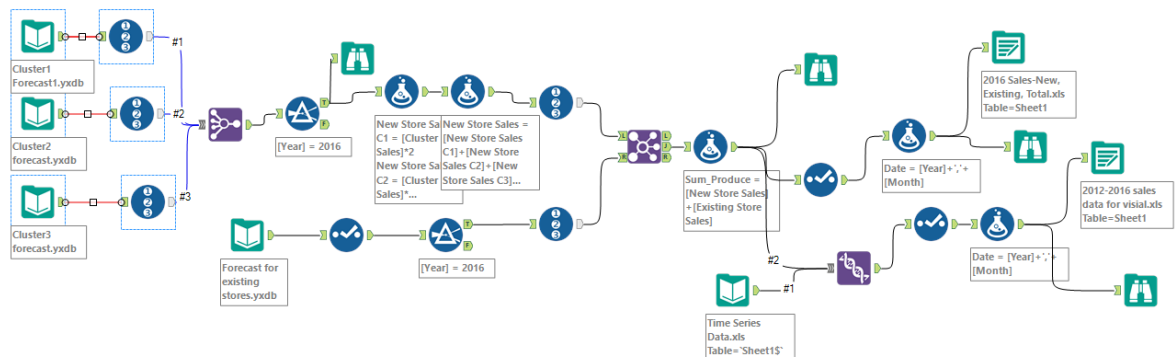 Cluster1
Forecast1.yxdb
#1
Cluster2
forecast.yxdb
#2
Cluster3
forecast.yxdb
#3
[Year] = 2016
New Store Sa
C1 = [Cluster
Sales]*2
New Store Sa
C2 = [Cluster
Sales]*...
New Store Sales =
[New Store Sales
C1]+[New Store
Sales C2]+[New
Store Sales C3]...
Forecast for
existing
stores.yxdb
[Year] = 2016
Sum_Produce =
[New Store Sales]
+[Existing Store
Sales]
#2
#1
Time Series
Data.xls
Table=`Sheet1$`
Date = [Year]+','+
[Month]
2016 Sales-New,
Existing, Total.xls
Table=Sheet1
Date = [Year]+','+
[Month]
2012-2016 sales
data for visial.xls
Table=Sheet1